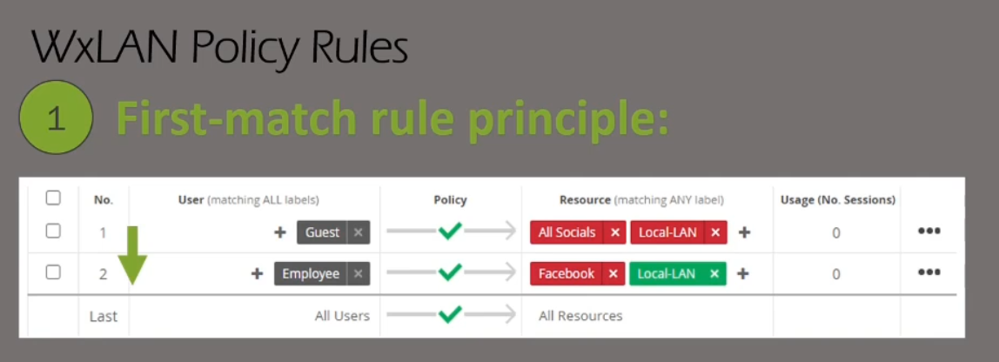 WxLAN Policy Rules
1 First-match rule principle:
No. User (matching ALL labels) Policy Resource (matching ANY label) Usage (No. Sessions)
1 + Guest × All Socials × Local-LAN × + 0 •••
2 + Employee × Facebook × Local-LAN × + 0 •••
Last All Users All Resources